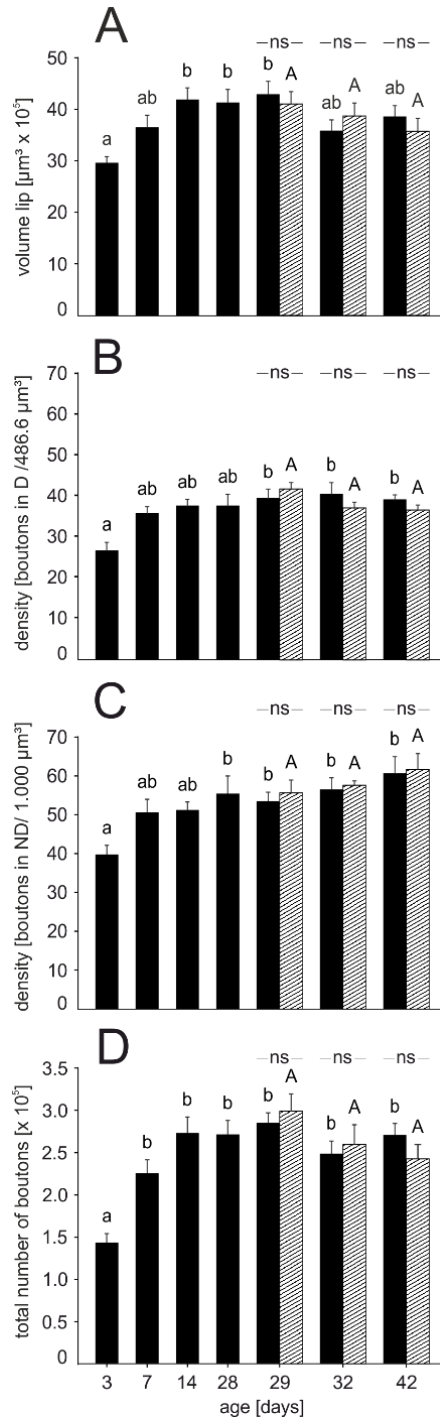 A
—ns— —ns— —ns—
50
40
30
20
10
0
volume lip [µm³ x 10⁵]
a ab b b b A ab A ab A
B
—ns— —ns— —ns—
70
60
50
40
30
20
10
0
density [boutons in D /486.6 µm³]
a ab ab ab b A b A b A
C
—ns— —ns— —ns—
70
60
50
40
30
20
10
0
density [boutons in ND/ 1.000 µm³]
a ab ab b b A b A b A
D
—ns— —ns— —ns—
3.5
3.0
2.5
2.0
1.5
1.0
0.5
0
total number of boutons [x 10⁵]
a b b b b A b A b A
3 7 14 28 29 32 42
age [days]